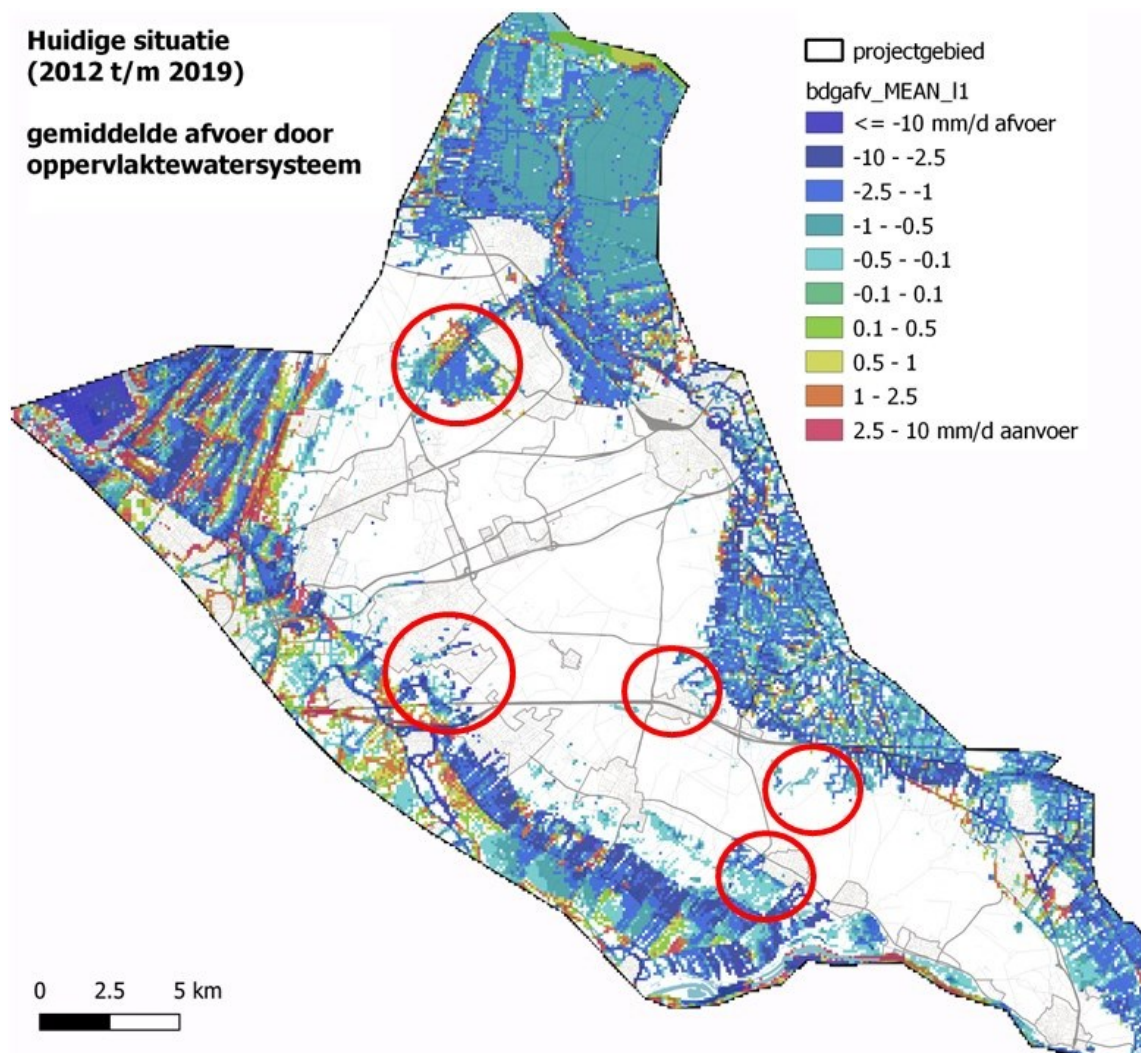 Huidige situatie
(2012 t/m 2019)
gemiddelde afvoer door
oppervlaktewatersysteem
projectgebied
bdgafv_MEAN_l1
<= -10 mm/d afvoer
-10 - -2.5
-2.5 - -1
-1 - -0.5
-0.5 - -0.1
-0.1 - 0.1
0.1 - 0.5
0.5 - 1
1 - 2.5
2.5 - 10 mm/d aanvoer
0 2.5 5 km